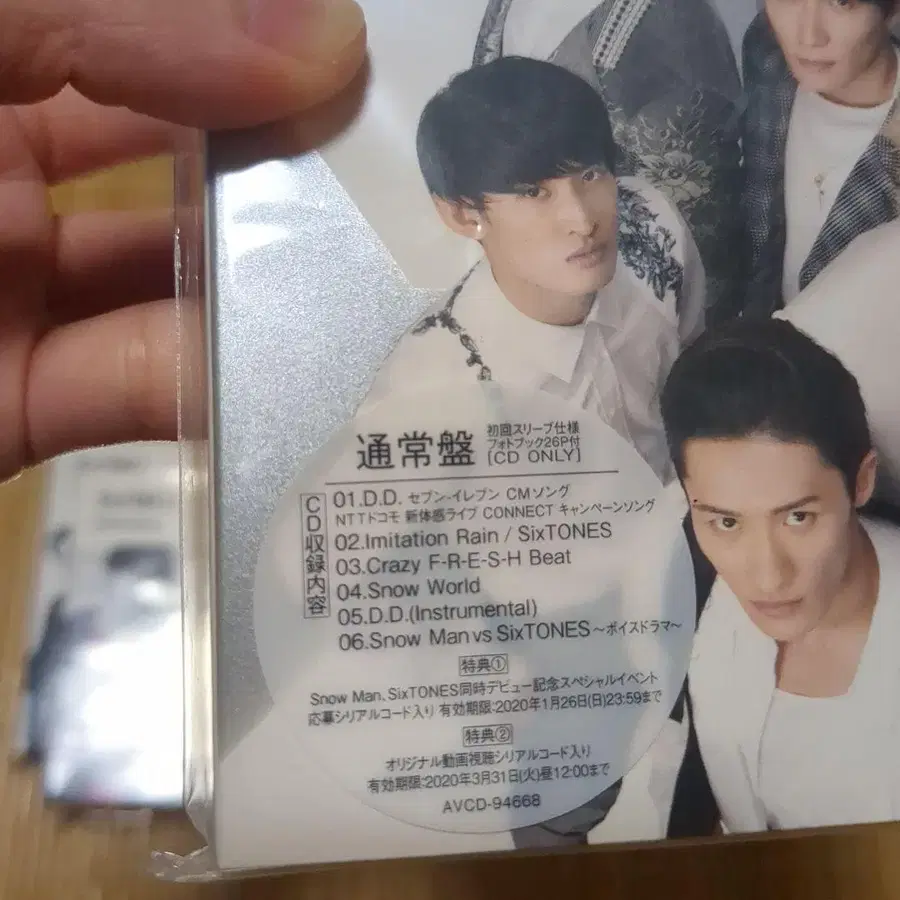 通常盤
初回スリーブ仕様
フォトブック26P付
[CD ONLY]
CD収録内容
01.D.D. セブン-イレブン CMソング
NTTドコモ 新体感ライブ CONNECT キャンペーンソング
02.Imitation Rain / SixTONES
03.Crazy F-R-E-S-H Beat
04.Snow World
05.D.D.(Instrumental)
06.Snow Man vs SixTONES～ボイスドラマ～
特典①
Snow Man、SixTONES同時デビュー記念スペシャルイベント
応募シリアルコード入り 有効期限:2020年1月26日(日)23:59まで
特典②
オリジナル動画視聴シリアルコード入り
有効期限:2020年3月31日(火)昼12:00まで
AVCD-94668